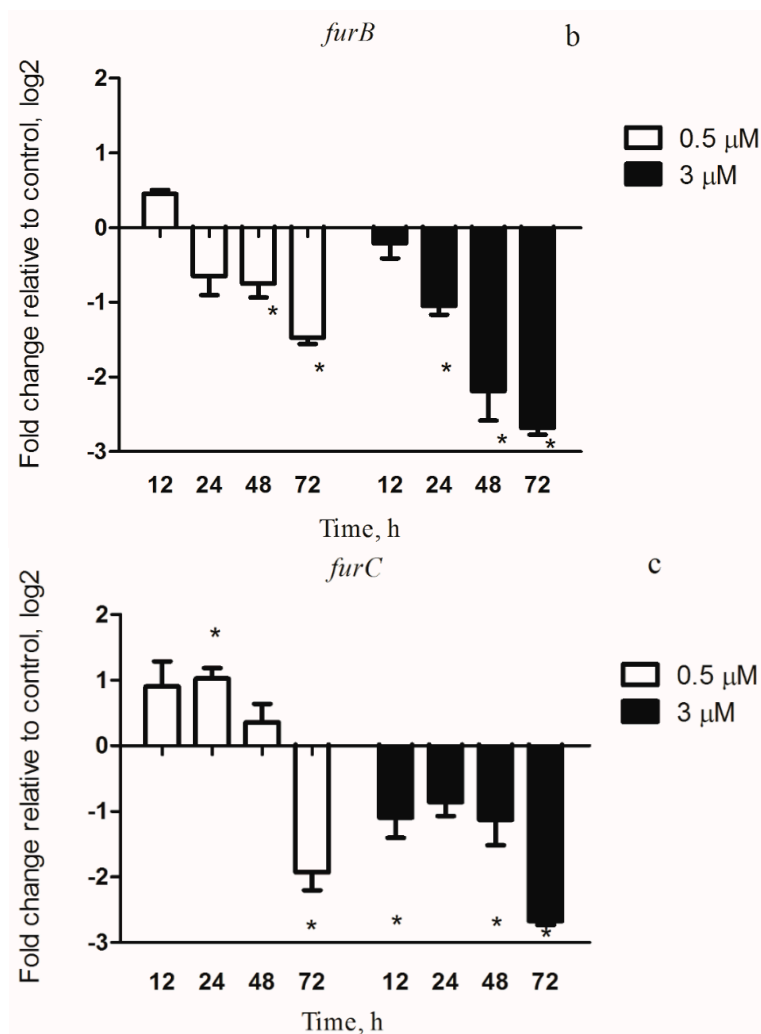 furB
b
Fold change relative to control, log2
2
1
0
-1
-2
-3
0.5 μM
3 μM
*
*
*
*
*
12 24 48 72 12 24 48 72
Time, h
furC
c
Fold change relative to control, log2
2
1
0
-1
-2
-3
0.5 μM
3 μM
*
*
*
*
*
12 24 48 72 12 24 48 72
Time, h